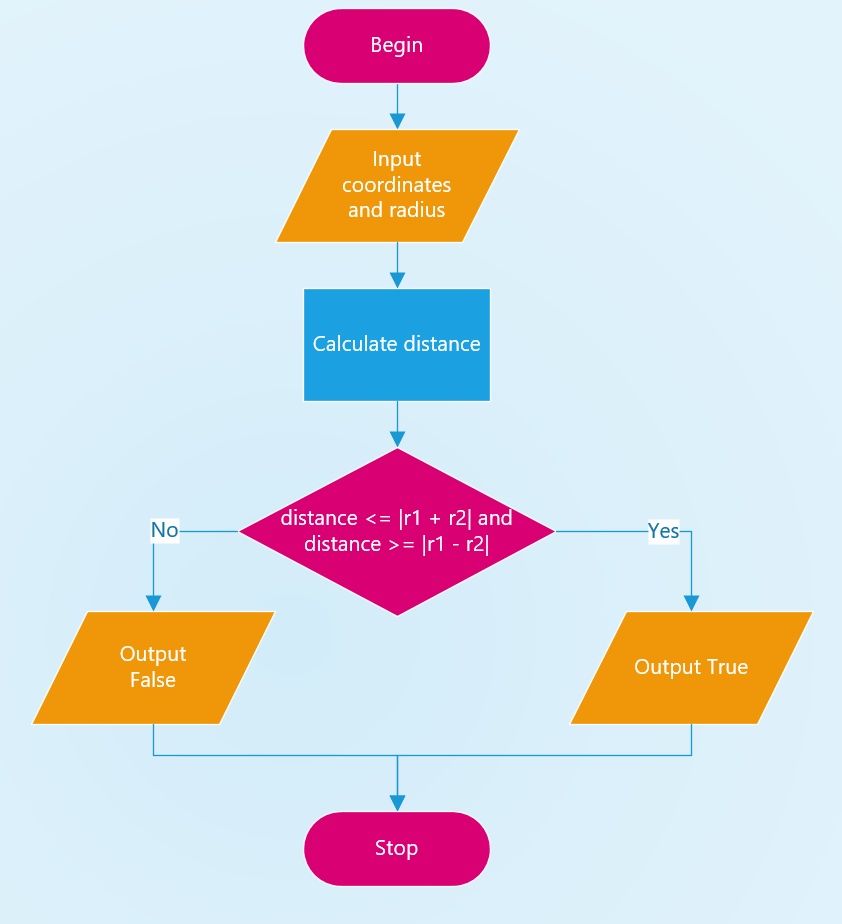 Begin
Input
coordinates
and radius
Calculate distance
distance <= |r1 + r2| and
distance >= |r1 - r2|
No
Yes
Output
False
Output True
Stop